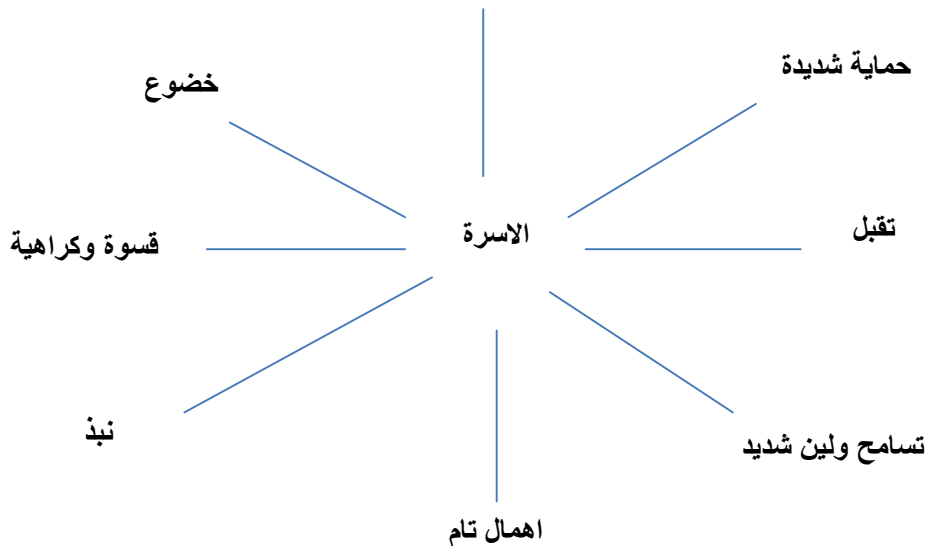 حماية شديدة
خضوع
تقبل
الاسرة
قسوة وكراهية
نبذ
تسامح ولين شديد
اهمال تام